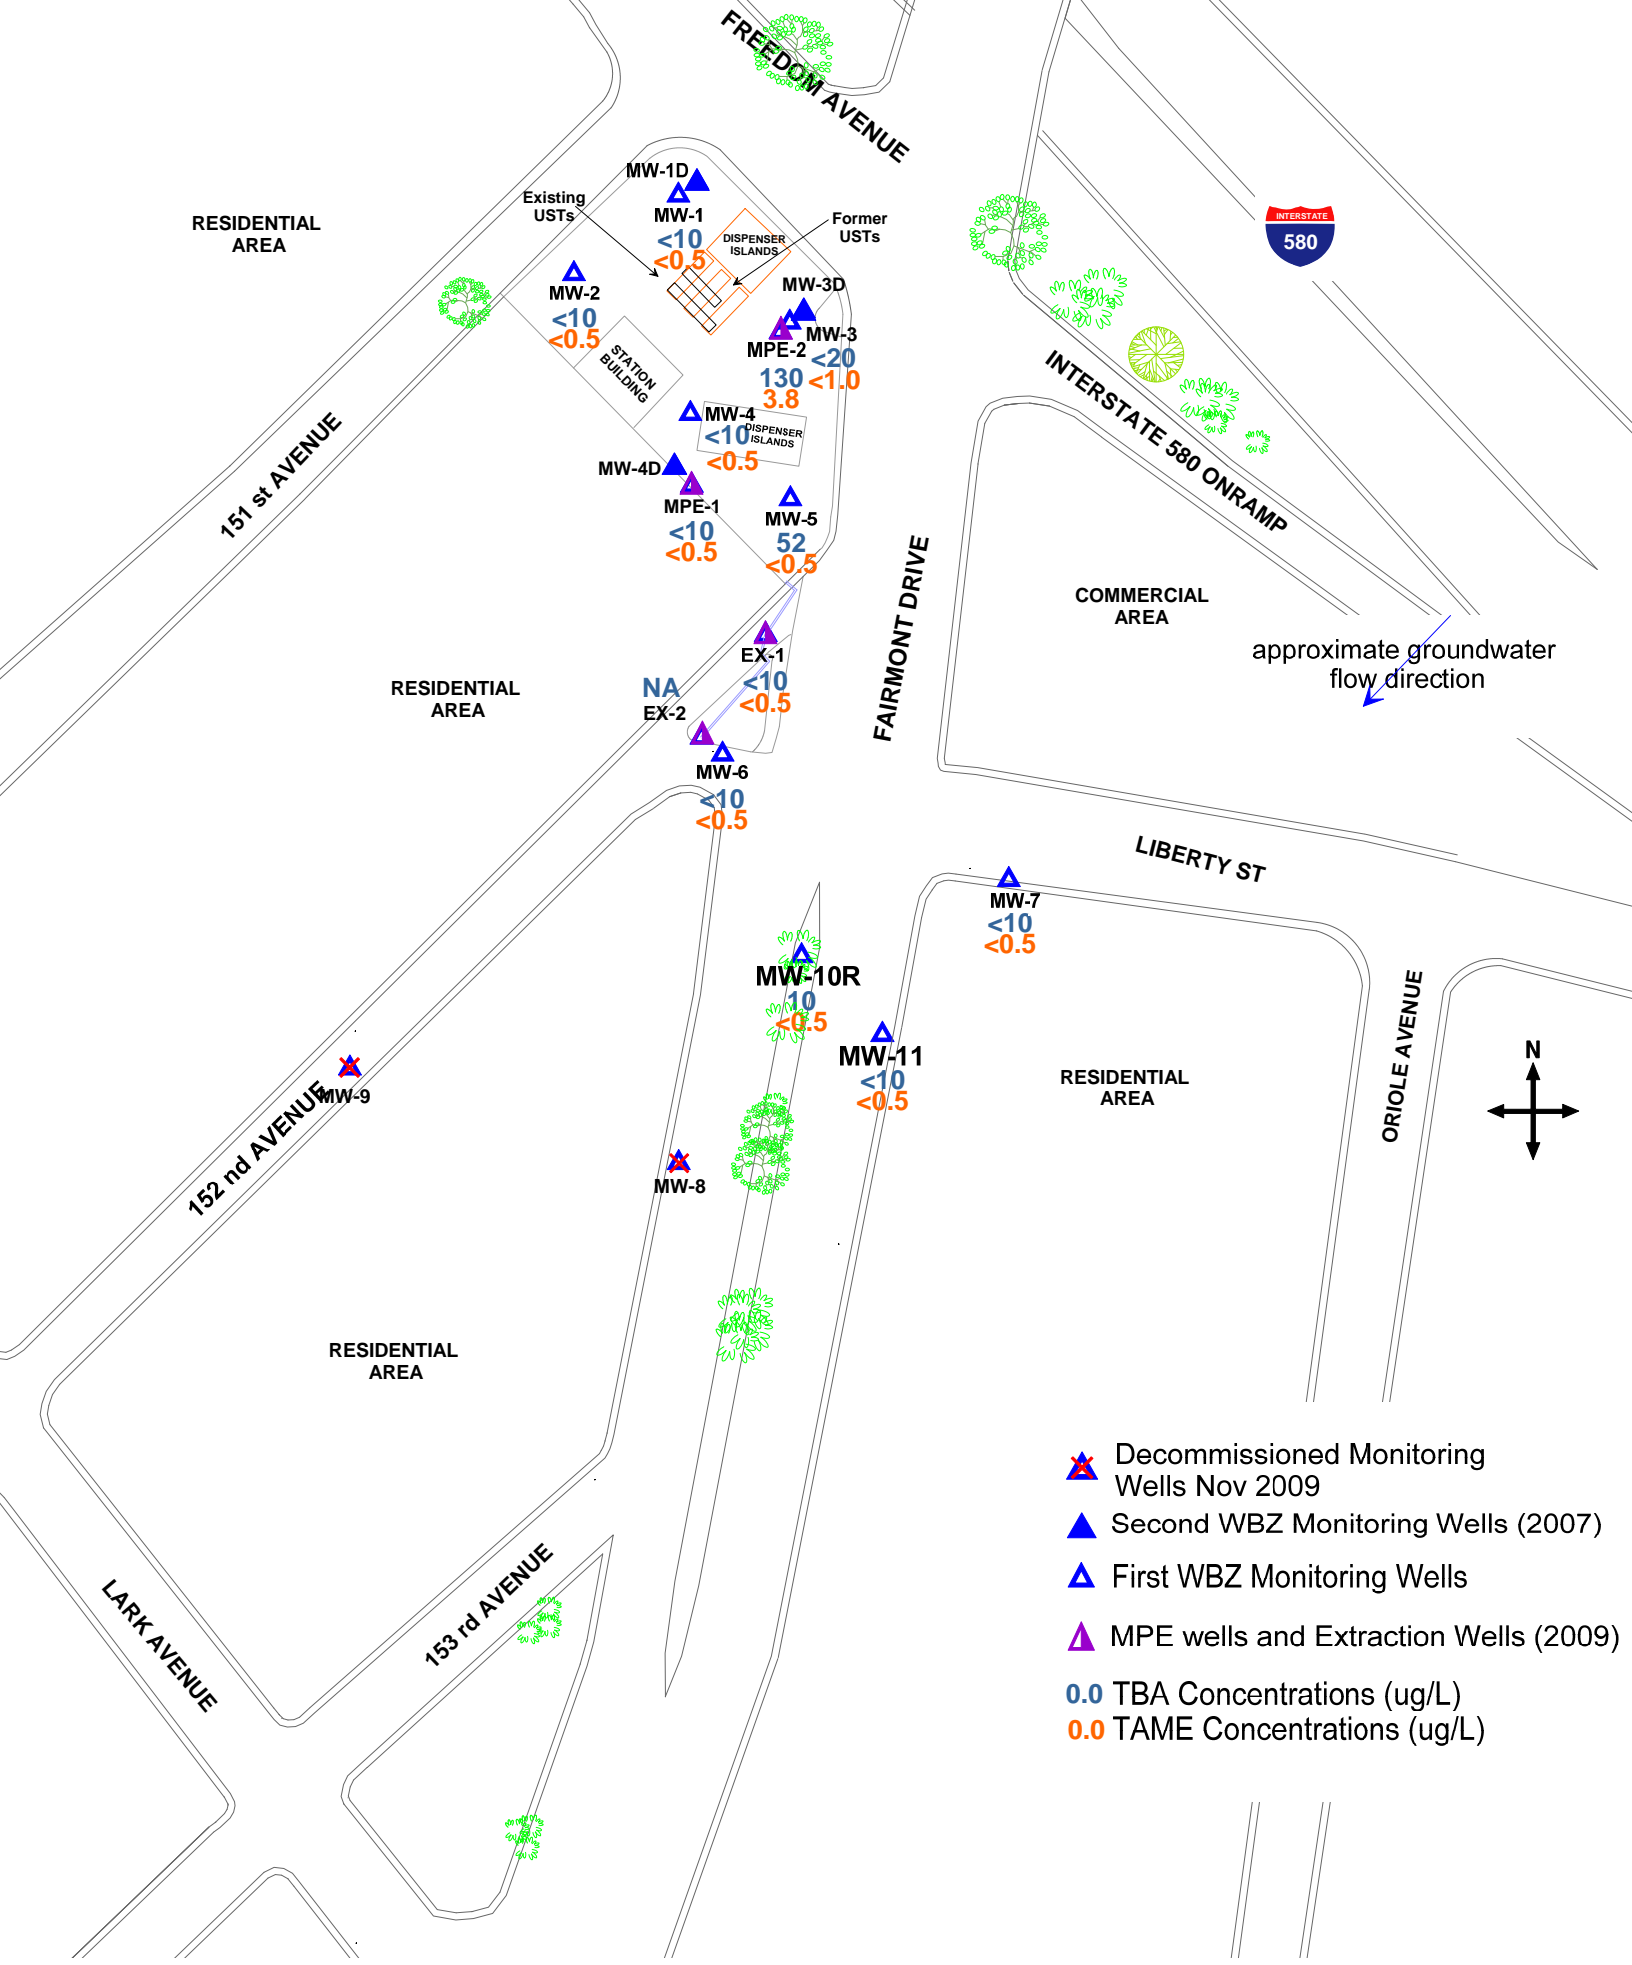 FREEDOM AVENUE
MW-1D
Existing
USTs
MW-1
<10
<0.5
DISPENSER
ISLANDS
Former
USTs
RESIDENTIAL
AREA
INTERSTATE
580
MW-2
<10
<0.5
MW-3D
MW-3
<20
<1.0
MPE-2
130
3.8
STATION
BUILDING
MW-4
<10
<0.5
DISPENSER
ISLANDS
MW-4D
MPE-1
<10
<0.5
MW-5
52
<0.5
151 st AVENUE
INTERSTATE 580 ONRAMP
FAIRMONT DRIVE
COMMERCIAL
AREA
approximate groundwater
flow direction
RESIDENTIAL
AREA
EX-1
<10
<0.5
NA
EX-2
MW-6
<10
<0.5
LIBERTY ST
MW-7
<10
<0.5
MW-10R
10
<0.5
MW-11
<10
<0.5
ORIOLE AVENUE
N
RESIDENTIAL
AREA
MW-9
152 nd AVENUE
MW-8
RESIDENTIAL
AREA
LARK AVENUE
153 rd AVENUE
Decommissioned Monitoring
Wells Nov 2009
Second WBZ Monitoring Wells (2007)
First WBZ Monitoring Wells
MPE wells and Extraction Wells (2009)
0.0 TBA Concentrations (ug/L)
0.0 TAME Concentrations (ug/L)